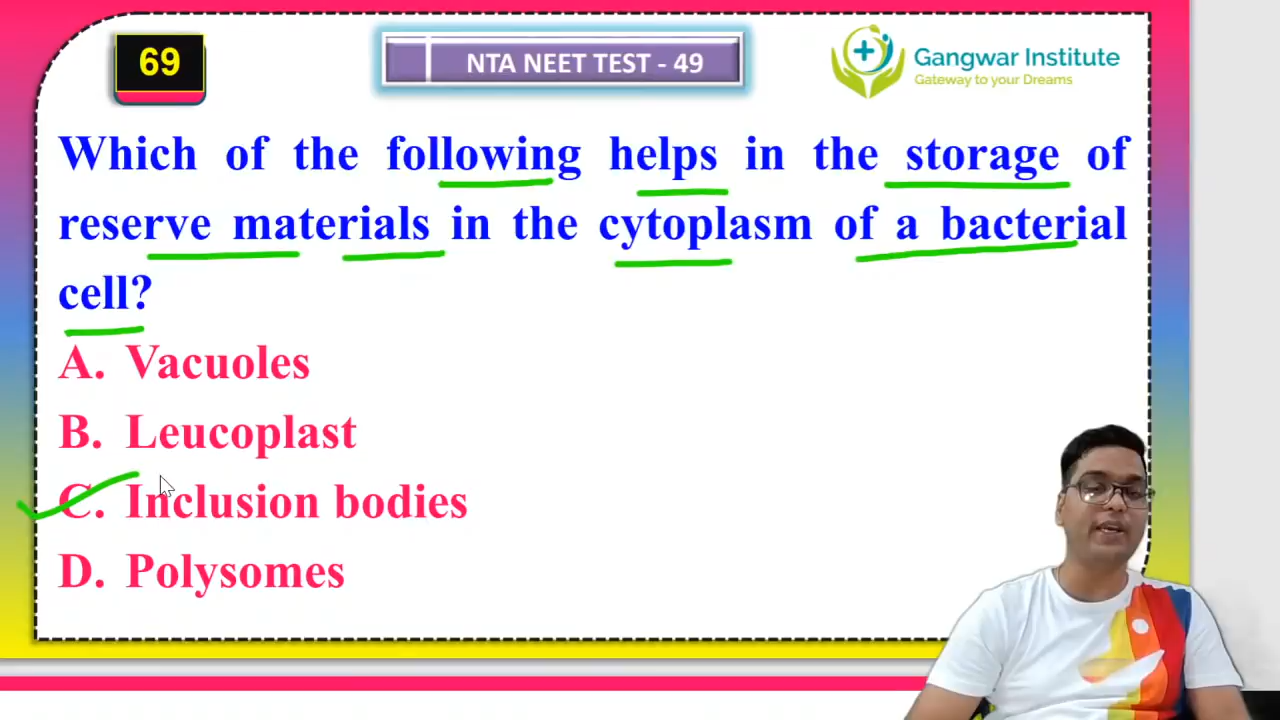 69
NTA NEET TEST - 49
Gangwar Institute
Gateway to your Dreams
Which of the following helps in the storage of
reserve materials in the cytoplasm of a bacterial
cell?
A. Vacuoles
B. Leucoplast
C. Inclusion bodies
D. Polysomes